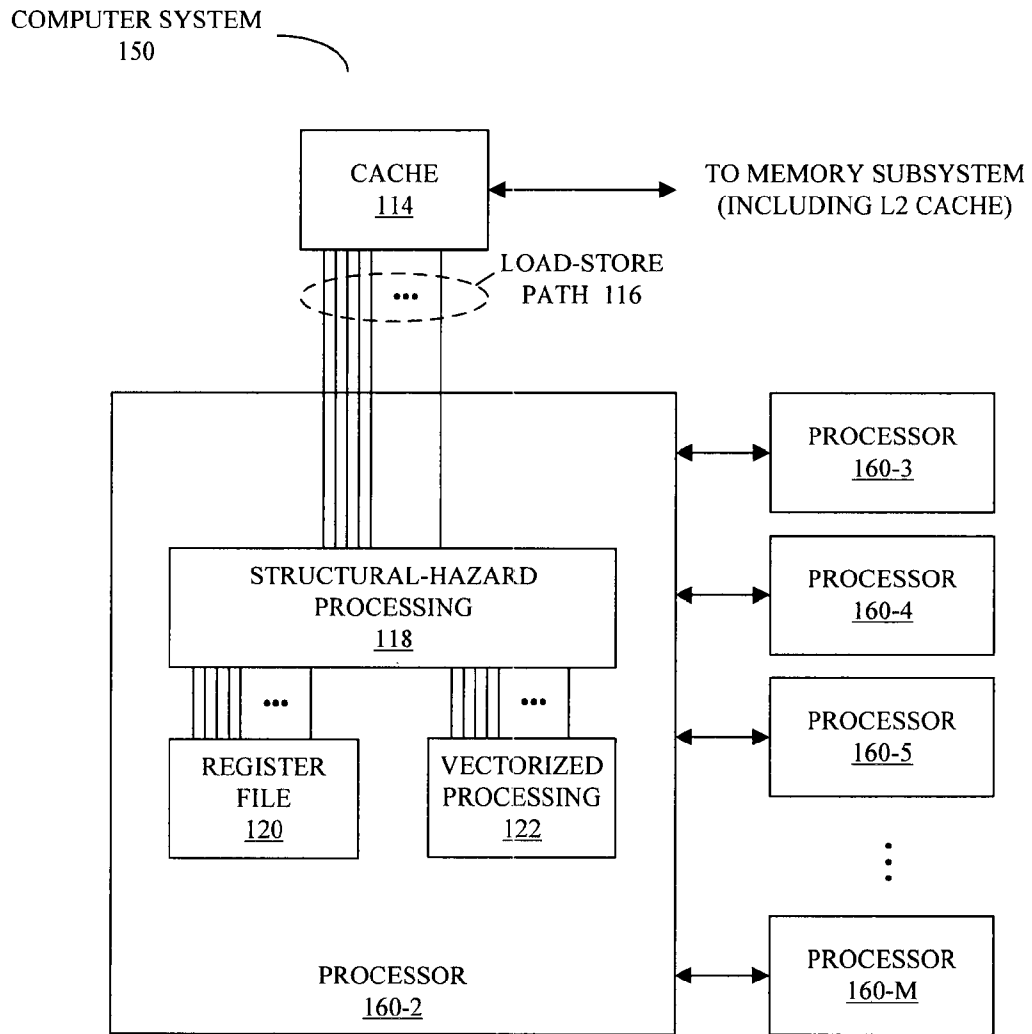 COMPUTER SYSTEM
150
CACHE
114
TO MEMORY SUBSYSTEM
(INCLUDING L2 CACHE)
LOAD-STORE
PATH 116
•••
STRUCTURAL-HAZARD
PROCESSING
118
•••
•••
REGISTER
FILE
120
VECTORIZED
PROCESSING
122
PROCESSOR
160-2
PROCESSOR
160-3
PROCESSOR
160-4
PROCESSOR
160-5
PROCESSOR
160-M